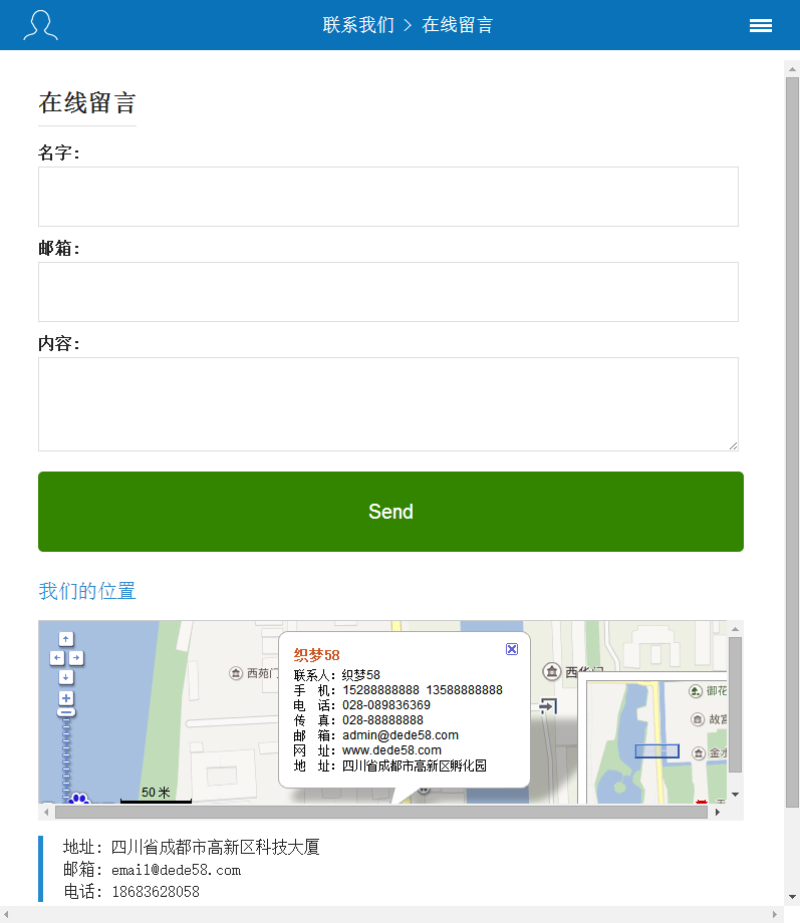 联系我们 > 在线留言
在线留言
名字：
邮箱：
内容：
Send
我们的位置
西苑门
西华门
织梦58
联系人：织梦58
手 机：15288888888 13588888888
电 话：028-089836369
传 真：028-88888888
邮 箱：admin@dede58.com
网 址：www.dede58.com
地 址：四川省成都市高新区孵化园
御花
故宫
金水
50 米
地址：四川省成都市高新区科技大厦
邮箱：email@dede58.com
电话：18683628058